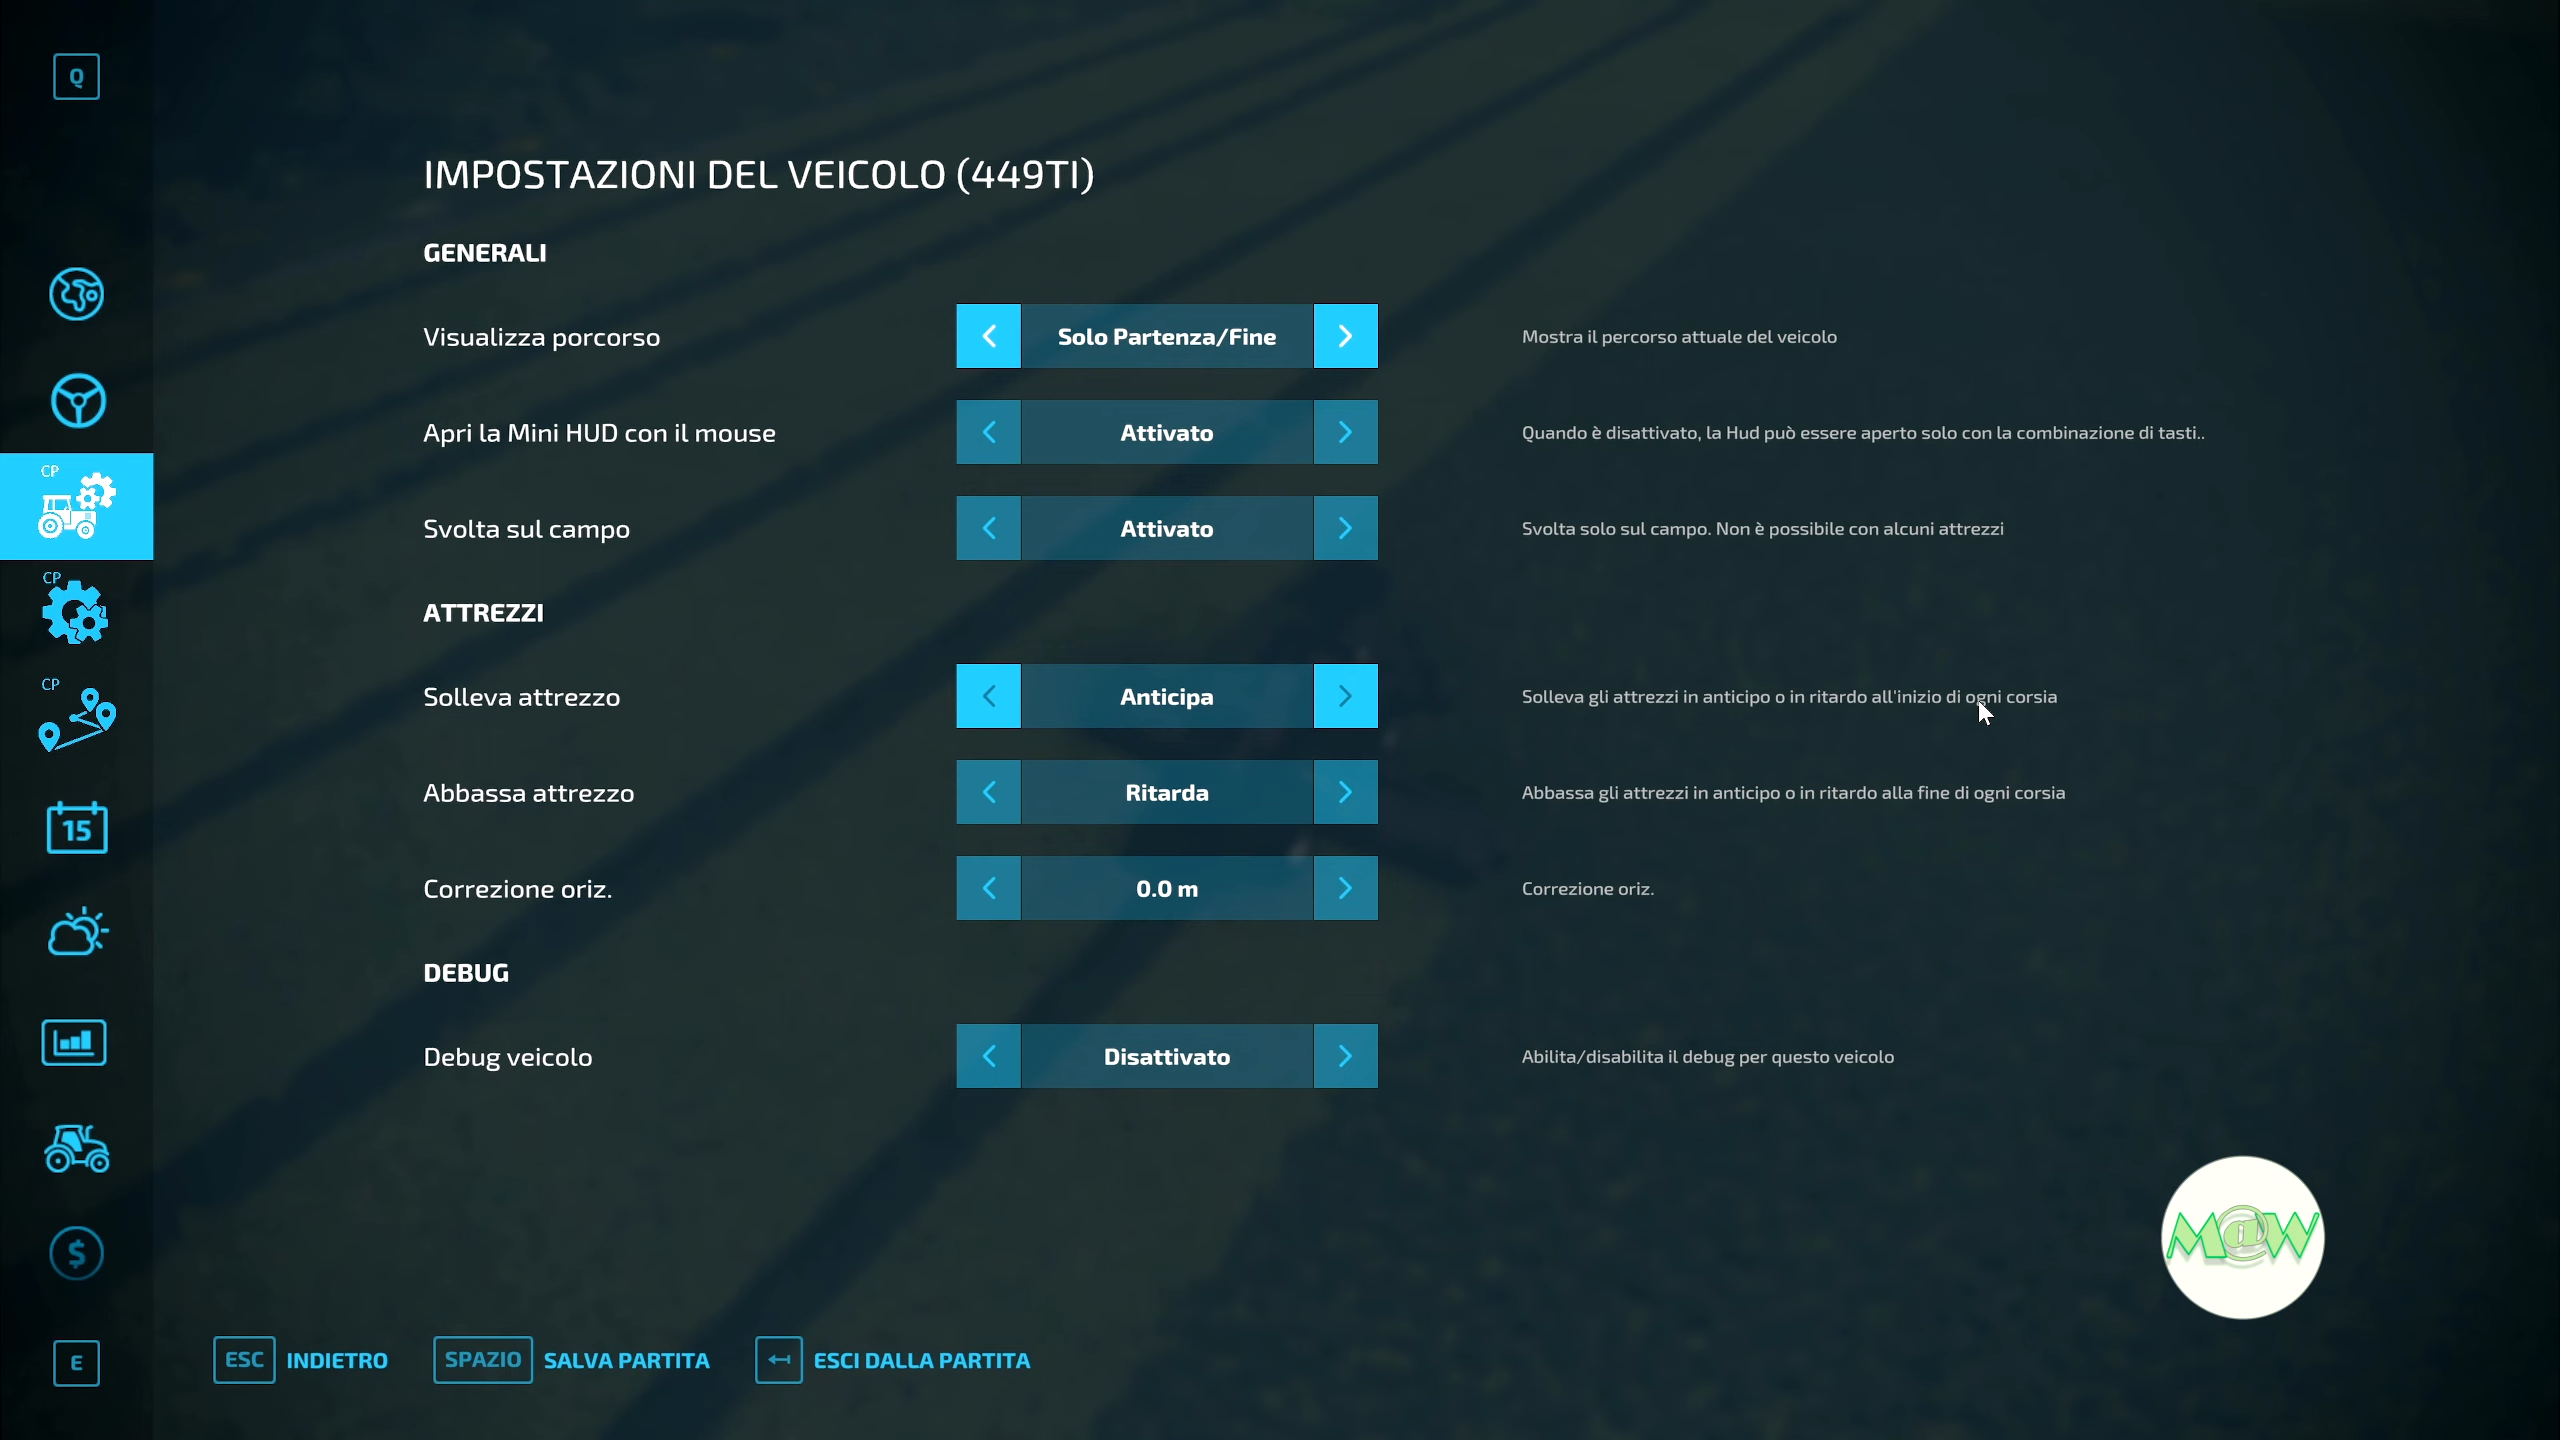 Q
IMPOSTAZIONI DEL VEICOLO (449TI)
GENERALI
Visualizza porcorso
Solo Partenza/Fine
Mostra il percorso attuale del veicolo
Apri la Mini HUD con il mouse
Attivato
Quando è disattivato, la Hud può essere aperto solo con la combinazione di tasti..
Svolta sul campo
Attivato
Svolta solo sul campo. Non è possibile con alcuni attrezzi
CP
CP
CP
ATTREZZI
Solleva attrezzo
Anticipa
Solleva gli attrezzi in anticipo o in ritardo all'inizio di ogni corsia
Abbassa attrezzo
Ritarda
Abbassa gli attrezzi in anticipo o in ritardo alla fine di ogni corsia
15
Correzione oriz.
0.0 m
Correzione oriz.
DEBUG
Debug veicolo
Disattivato
Abilita/disabilita il debug per questo veicolo
$
M@W
E
ESC INDIETRO
SPAZIO SALVA PARTITA
ESCI DALLA PARTITA